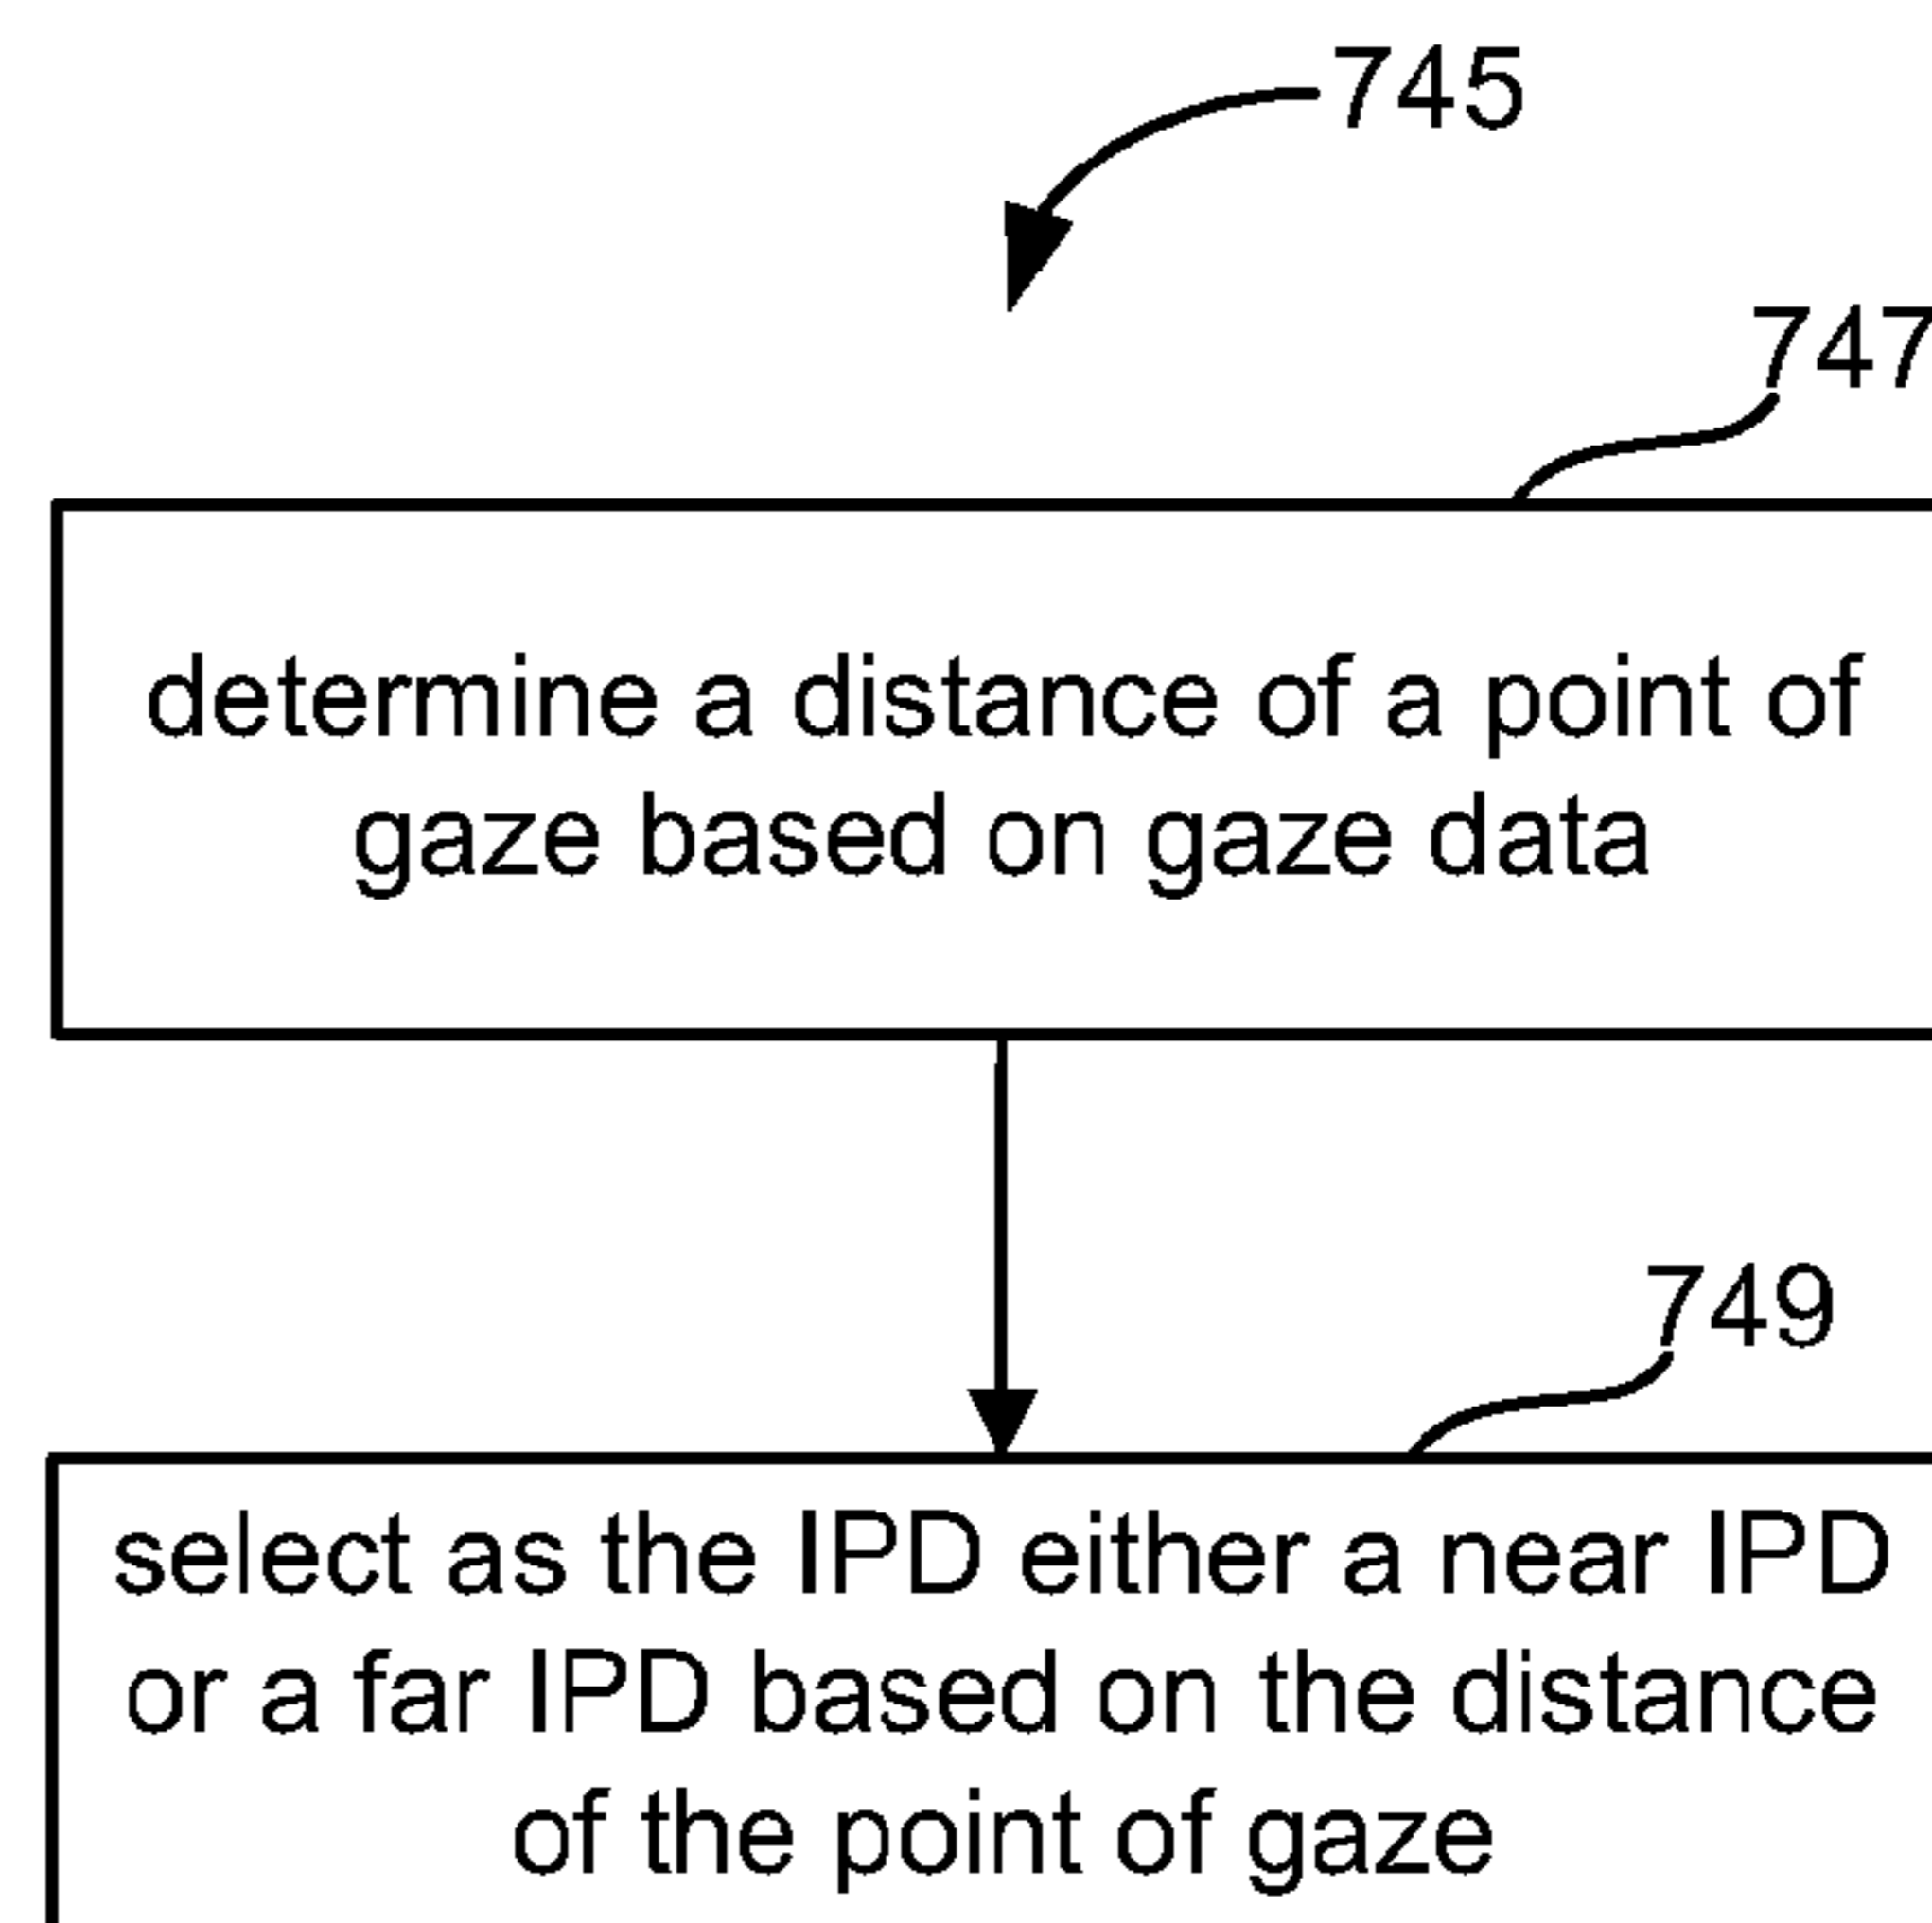 745
747
determine a distance of a point of
gaze based on gaze data
749
select as the IPD either a near IPD
or a far IPD based on the distance
of the point of gaze